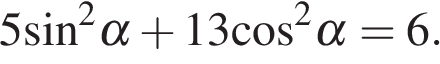 5sin²α + 13cos²α = 6.